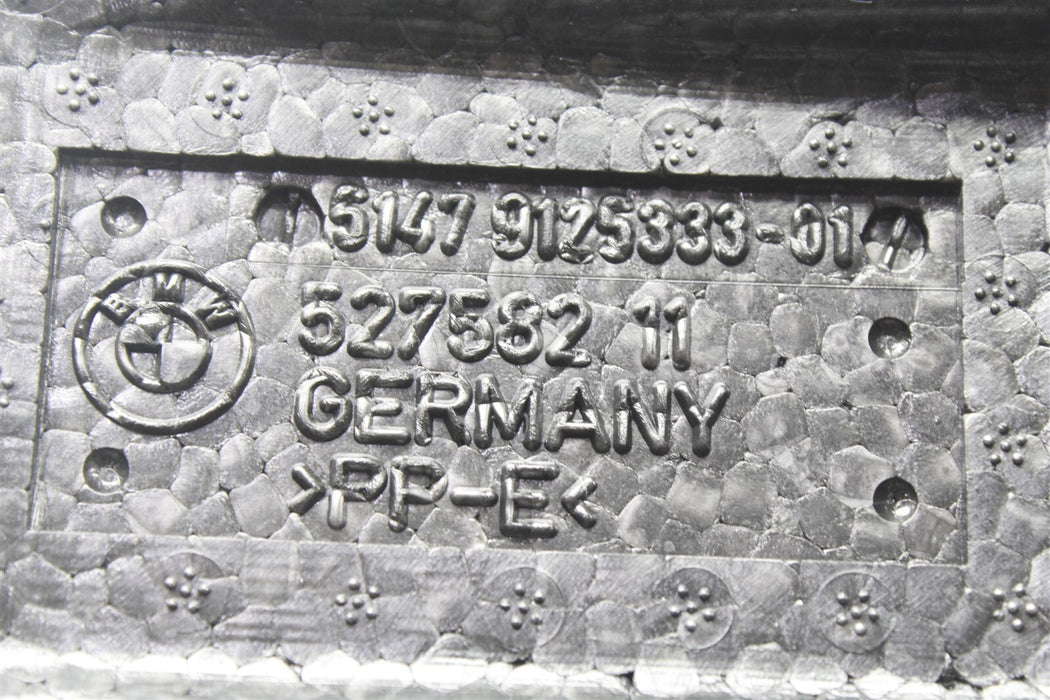 5147 9125333-01
BMW
527582 11
GERMANY
>PP-E<